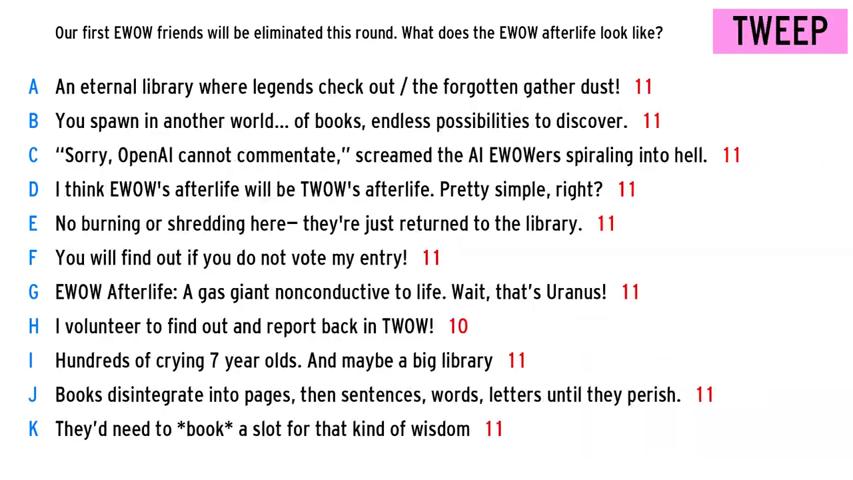 Our first EWOW friends will be eliminated this round. What does the EWOW afterlife look like?
TWEEP
A An eternal library where legends check out / the forgotten gather dust! 11
B You spawn in another world... of books, endless possibilities to discover. 11
C “Sorry, OpenAI cannot commentate,” screamed the AI EWOWers spiraling into hell. 11
D I think EWOW's afterlife will be TWOW's afterlife. Pretty simple, right? 11
E No burning or shredding here— they're just returned to the library. 11
F You will find out if you do not vote my entry! 11
G EWOW Afterlife: A gas giant nonconductive to life. Wait, that’s Uranus! 11
H I volunteer to find out and report back in TWOW! 10
I Hundreds of crying 7 year olds. And maybe a big library 11
J Books disintegrate into pages, then sentences, words, letters until they perish. 11
K They’d need to *book* a slot for that kind of wisdom 11